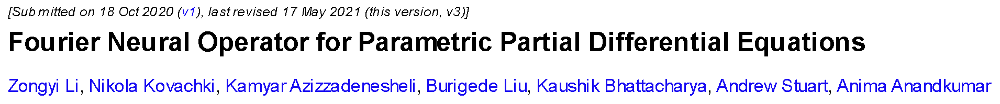 [Submitted on 18 Oct 2020 (v1), last revised 17 May 2021 (this version, v3)]
Fourier Neural Operator for Parametric Partial Differential Equations
Zongyi Li, Nikola Kovachki, Kamyar Azizzadenesheli, Burigede Liu, Kaushik Bhattacharya, Andrew Stuart, Anima Anandkumar